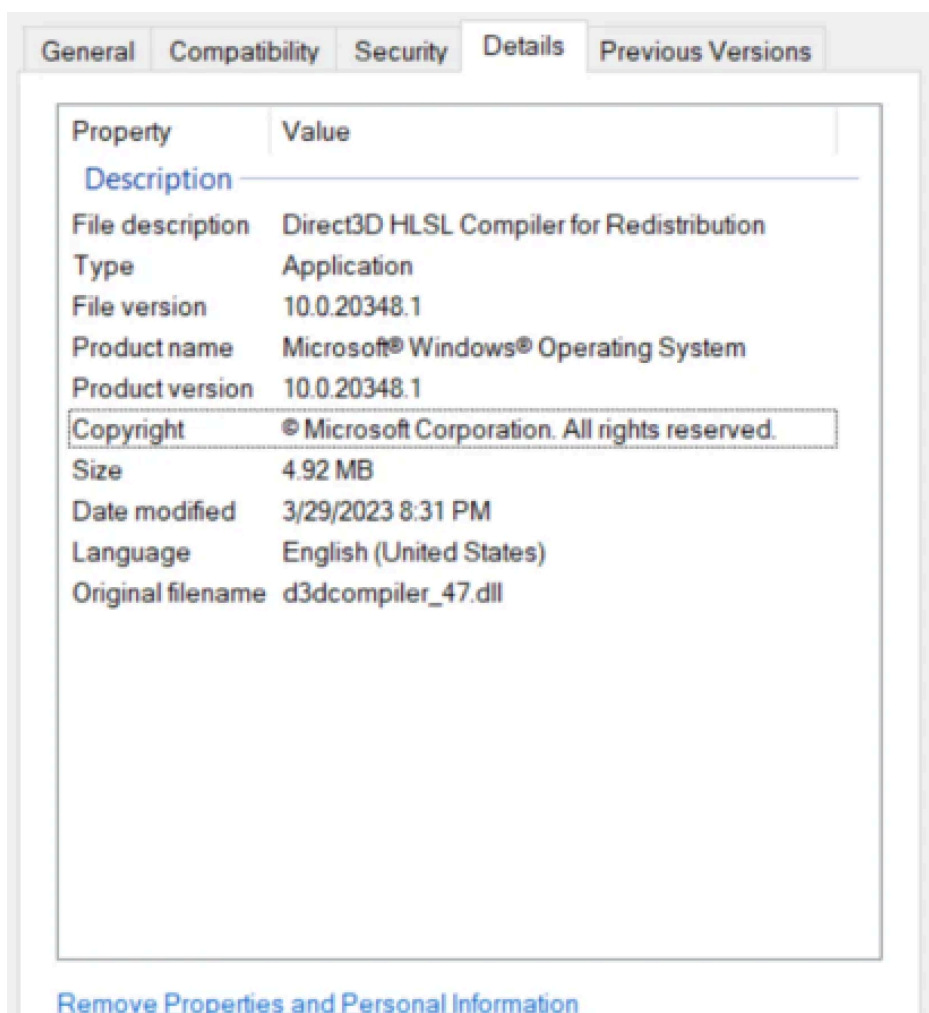 General Compatibility Security Details Previous Versions
Property Value
Description
File description Direct3D HLSL Compiler for Redistribution
Type Application
File version 10.0.20348.1
Product name Microsoft® Windows® Operating System
Product version 10.0.20348.1
Copyright © Microsoft Corporation. All rights reserved.
Size 4.92 MB
Date modified 3/29/2023 8:31 PM
Language English (United States)
Original filename d3dcompiler_47.dll
Remove Properties and Personal Information